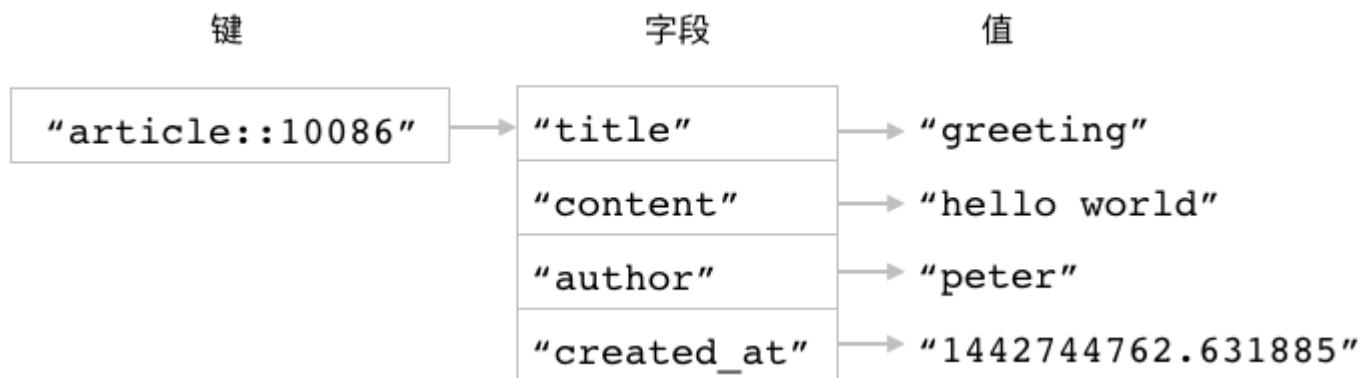 键 字段 值
“article::10086” “title” “greeting”
“content” “hello world”
“author” “peter”
“created_at” “1442744762.631885”